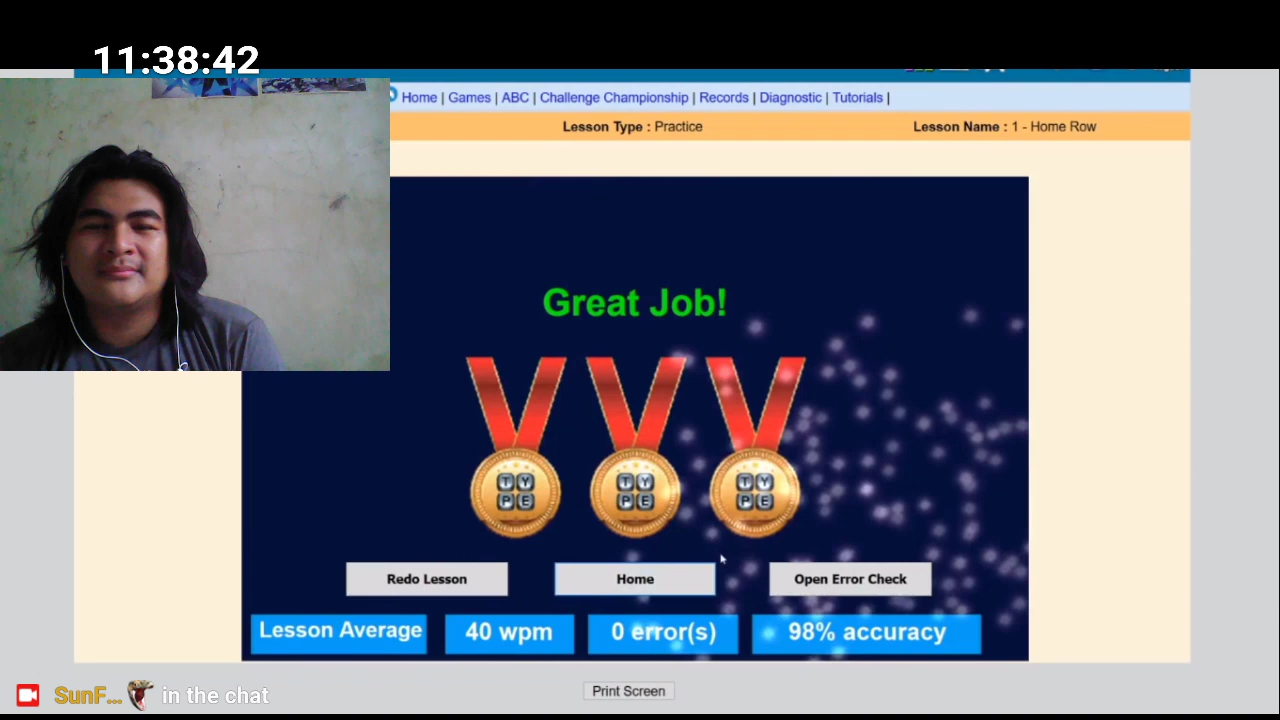 11:38:42
Home | Games | ABC | Challenge Championship | Records | Diagnostic | Tutorials |
Lesson Type : Practice
Lesson Name : 1 - Home Row
Great Job!
T Y P E
T Y P E
T Y P E
Redo Lesson
Home
Open Error Check
Lesson Average
40 wpm
0 error(s)
98% accuracy
SunF... in the chat
Print Screen